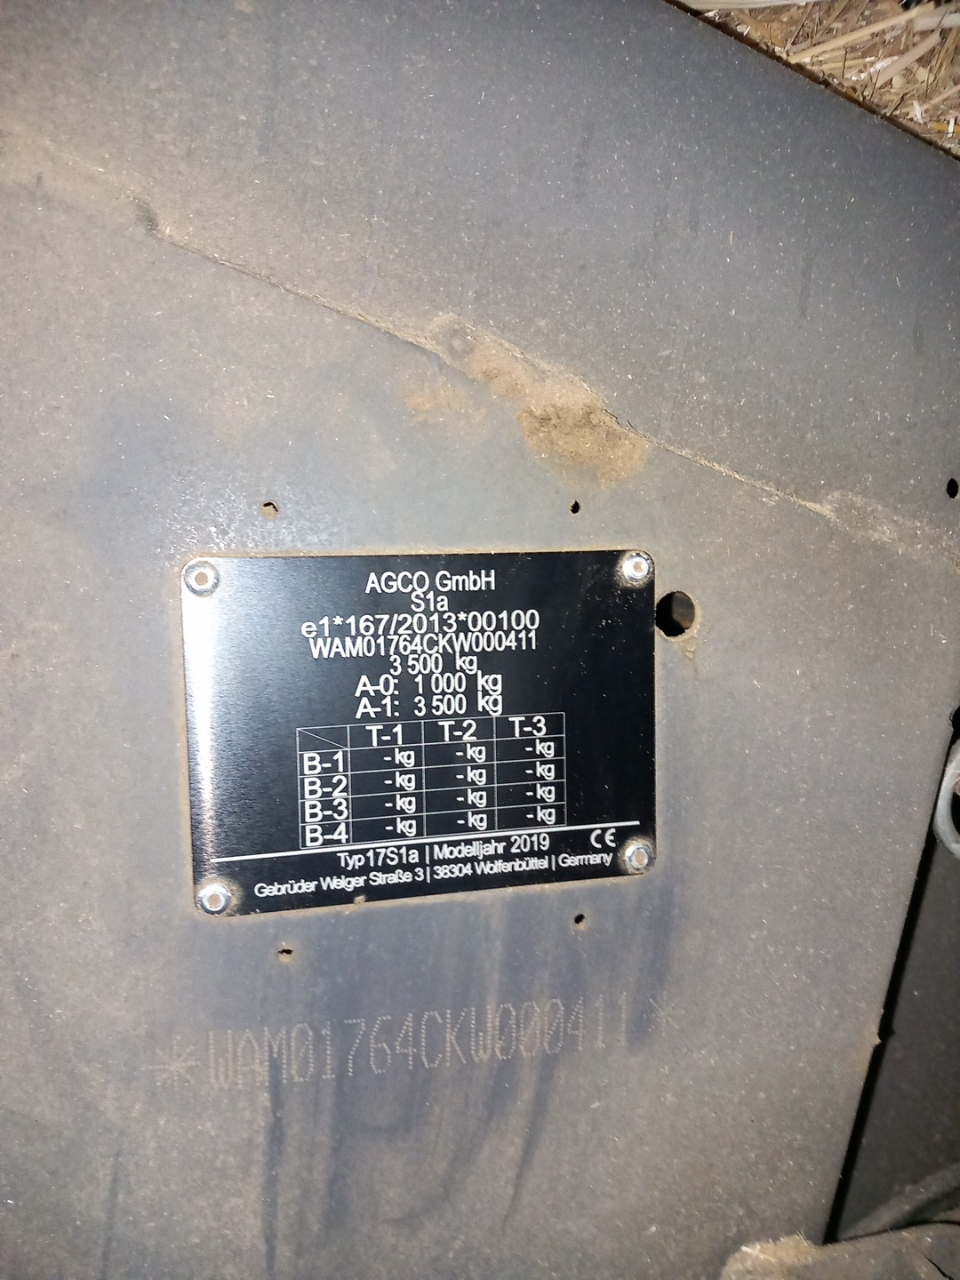 AGCO GmbH
S1a
e1*167/2013*00100
WAM01764CKW000411
3 500 kg
A-0: 1 000 kg
A-1: 3 500 kg
T-1 T-2 T-3
B-1 - kg - kg - kg
B-2 - kg - kg - kg
B-3 - kg - kg - kg
B-4 - kg - kg - kg
CE
Typ17S1a | Modelljahr 2019
Gebrüder Welger Straße 3 | 38304 Wolfenbüttel | Germany
*WAM01764CKW000411*